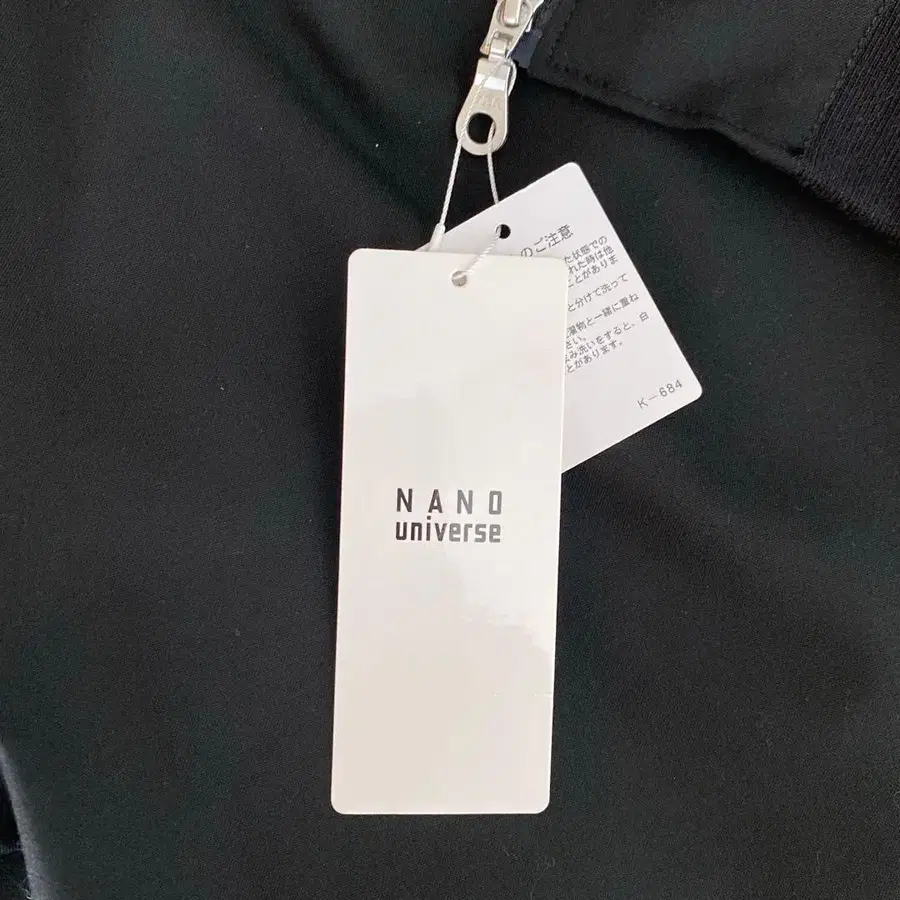 NANO
universe
のご注意
た状態での
れた時は他
ことがありま
と分けで洗って
濯物と一緒に重ね
さい。
み洗いをすると、白
とがあります。
K-684